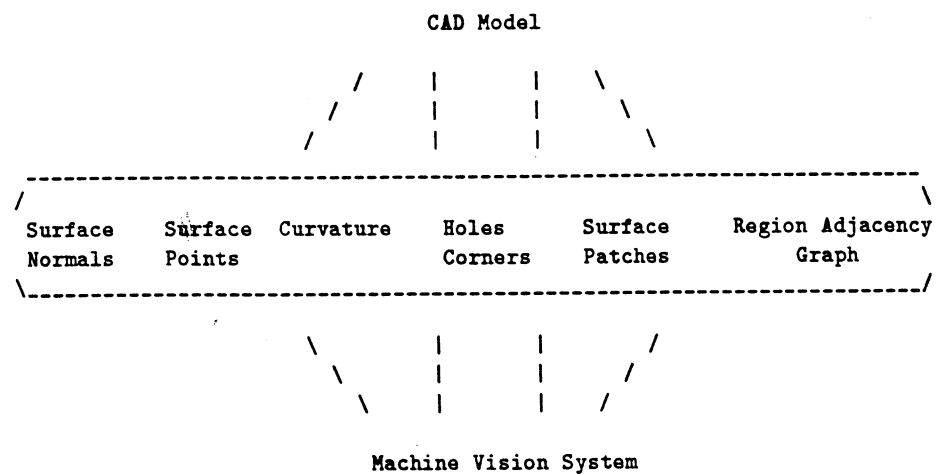 CAD Model
Surface Surface Curvature Holes Surface Region Adjacency
Normals Points Corners Patches Graph
Machine Vision System